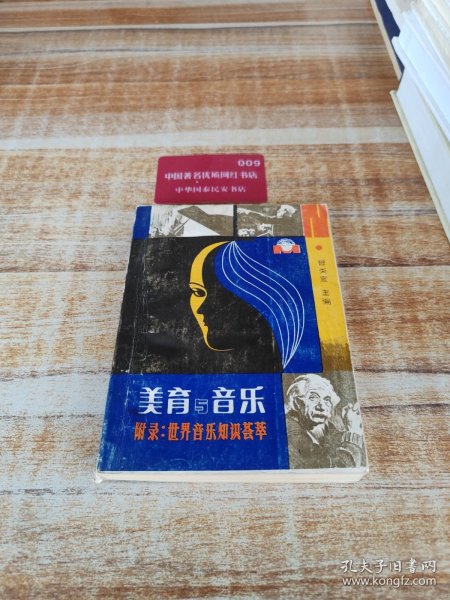 009
中国著名优质网红书店
中华国泰民安书店
主编
美育与音乐
附录：世界音乐知识荟萃
孔夫子旧书网
www.kongfz.com